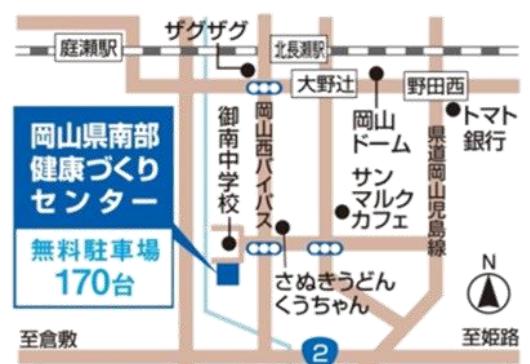 ザグザグ
庭瀬駅
北長瀬駅
大野辻
野田西
岡山県南部
健康づくり
センター
無料駐車場
170台
御南中学校
岡山西バイパス
岡山
ドーム
トマト
銀行
サン
マルク
カフェ
県道岡山児島線
さぬきうどん
くうちゃん
N
至倉敷
2
至姫路